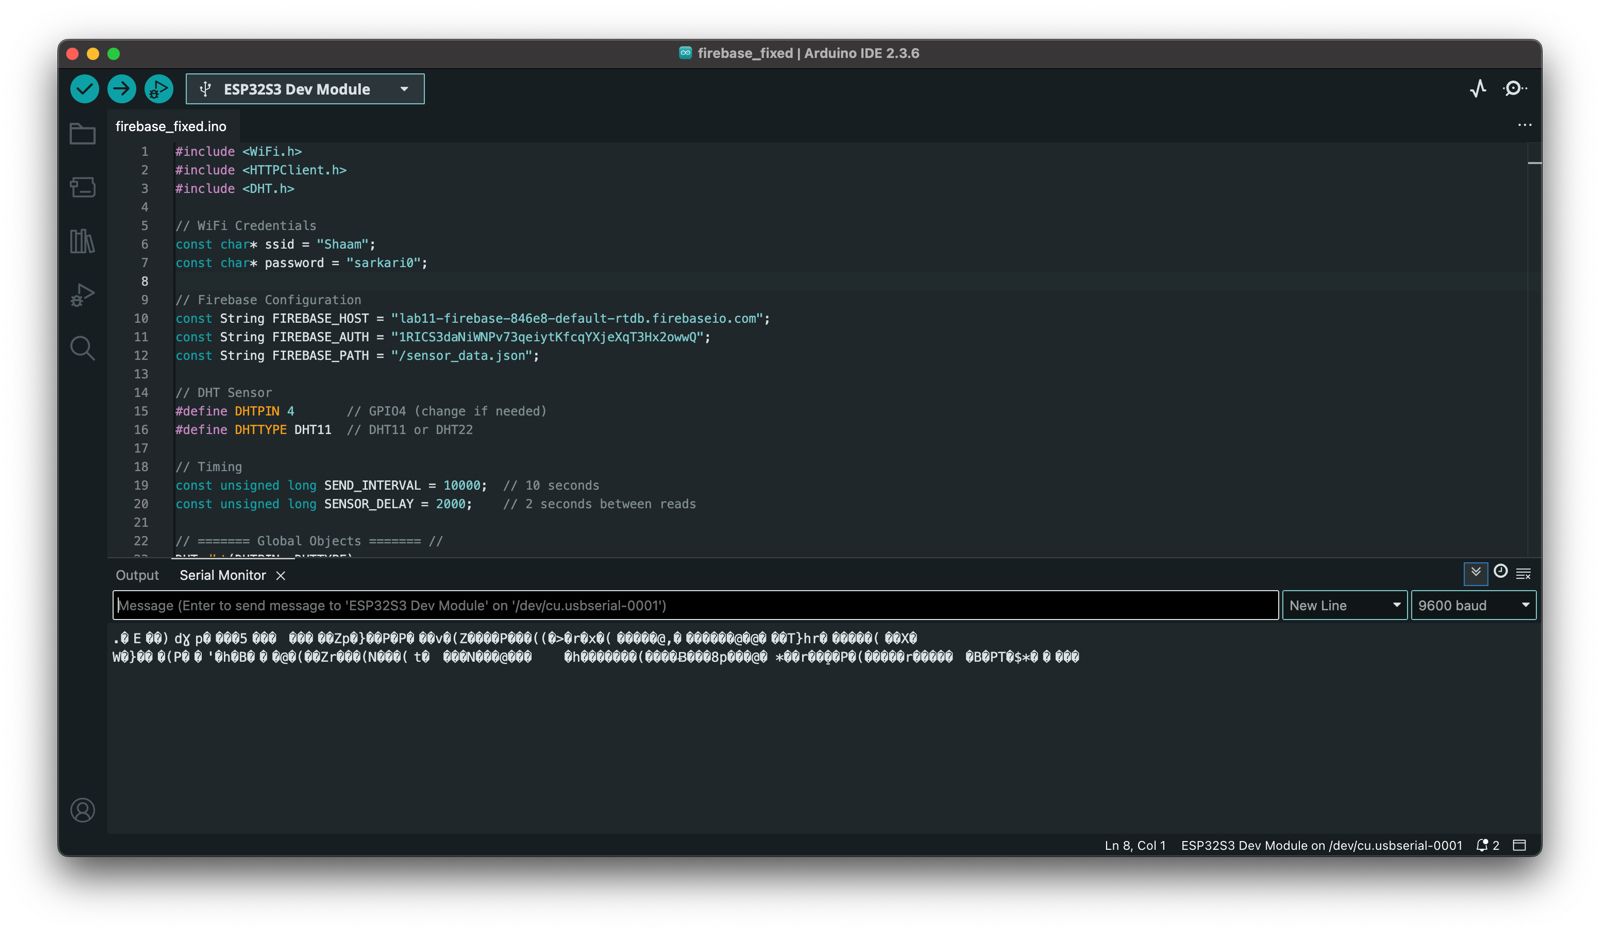 firebase_fixed | Arduino IDE 2.3.6
ESP32S3 Dev Module
firebase_fixed.ino
1 #include <WiFi.h>
2 #include <HTTPClient.h>
3 #include <DHT.h>
4
5 // WiFi Credentials
6 const char* ssid = "Shaam";
7 const char* password = "sarkari0";
8
9 // Firebase Configuration
10 const String FIREBASE_HOST = "lab11-firebase-846e8-default-rtdb.firebaseio.com";
11 const String FIREBASE_AUTH = "1RICS3daNiWNPv73qeiytKfcqYXjeXqT3Hx2owwQ";
12 const String FIREBASE_PATH = "/sensor_data.json";
13
14 // DHT Sensor
15 #define DHTPIN 4 // GPIO4 (change if needed)
16 #define DHTTYPE DHT11 // DHT11 or DHT22
17
18 // Timing
19 const unsigned long SEND_INTERVAL = 10000; // 10 seconds
20 const unsigned long SENSOR_DELAY = 2000; // 2 seconds between reads
21
22 // ======= Global Objects ======= //
Output Serial Monitor
Message (Enter to send message to 'ESP32S3 Dev Module' on '/dev/cu.usbserial-0001')
New Line 9600 baud
Ln 8, Col 1 ESP32S3 Dev Module on /dev/cu.usbserial-0001 2